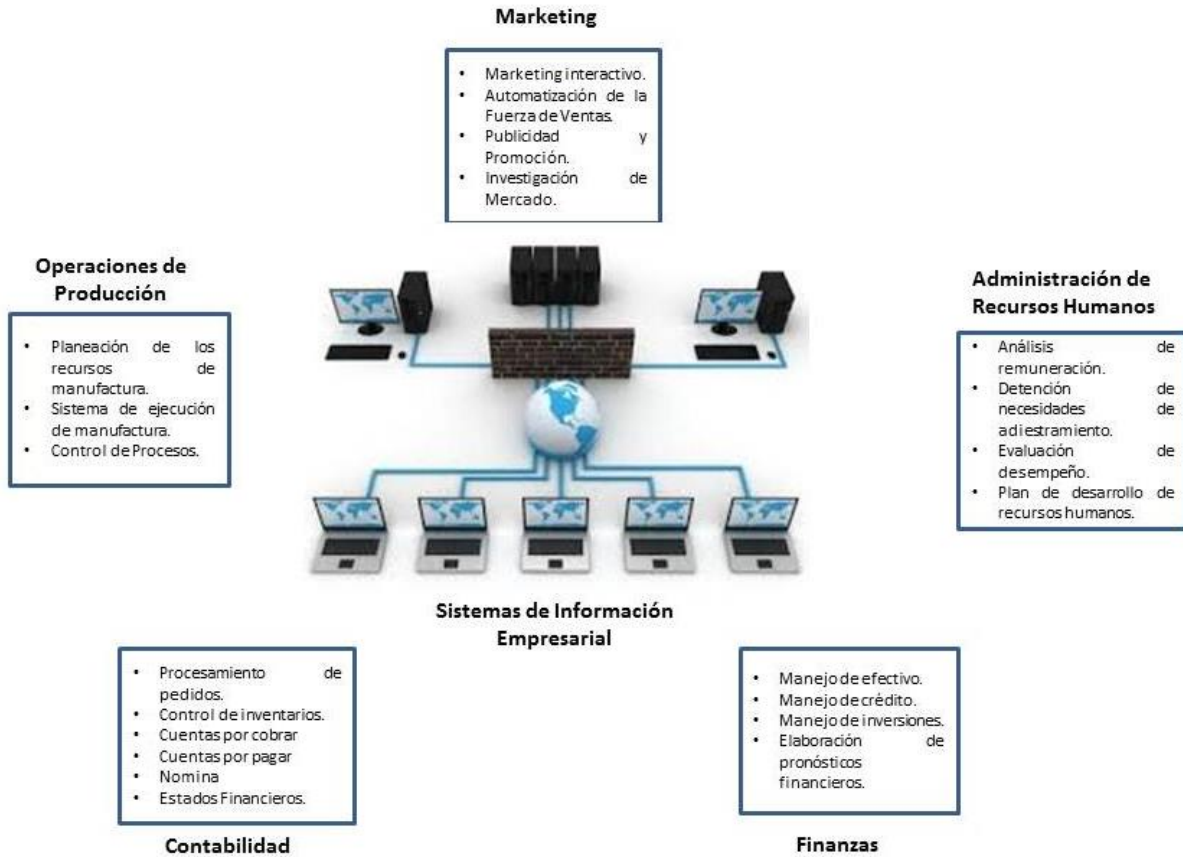 Marketing
• Marketing interactivo.
• Automatización de la
Fuerza de Ventas.
• Publicidad y
Promoción.
• Investigación de
Mercado.
Operaciones de
Producción
• Planeación de los
recursos de
manufactura.
• Sistema de ejecución
de manufactura.
• Control de Procesos.
Administración de
Recursos Humanos
• Análisis de
remuneración.
• Detención de
necesidades de
adiestramiento.
• Evaluación de
desempeño.
• Plan de desarrollo de
recursos humanos.
Sistemas de Información
Empresarial
• Procesamiento de
pedidos.
• Control de inventarios.
• Cuentas por cobrar
• Cuentas por pagar
• Nomina
• Estados Financieros.
Contabilidad
• Manejo de efectivo.
• Manejo de crédito.
• Manejo de inversiones.
• Elaboración de
pronósticos
financieros.
Finanzas